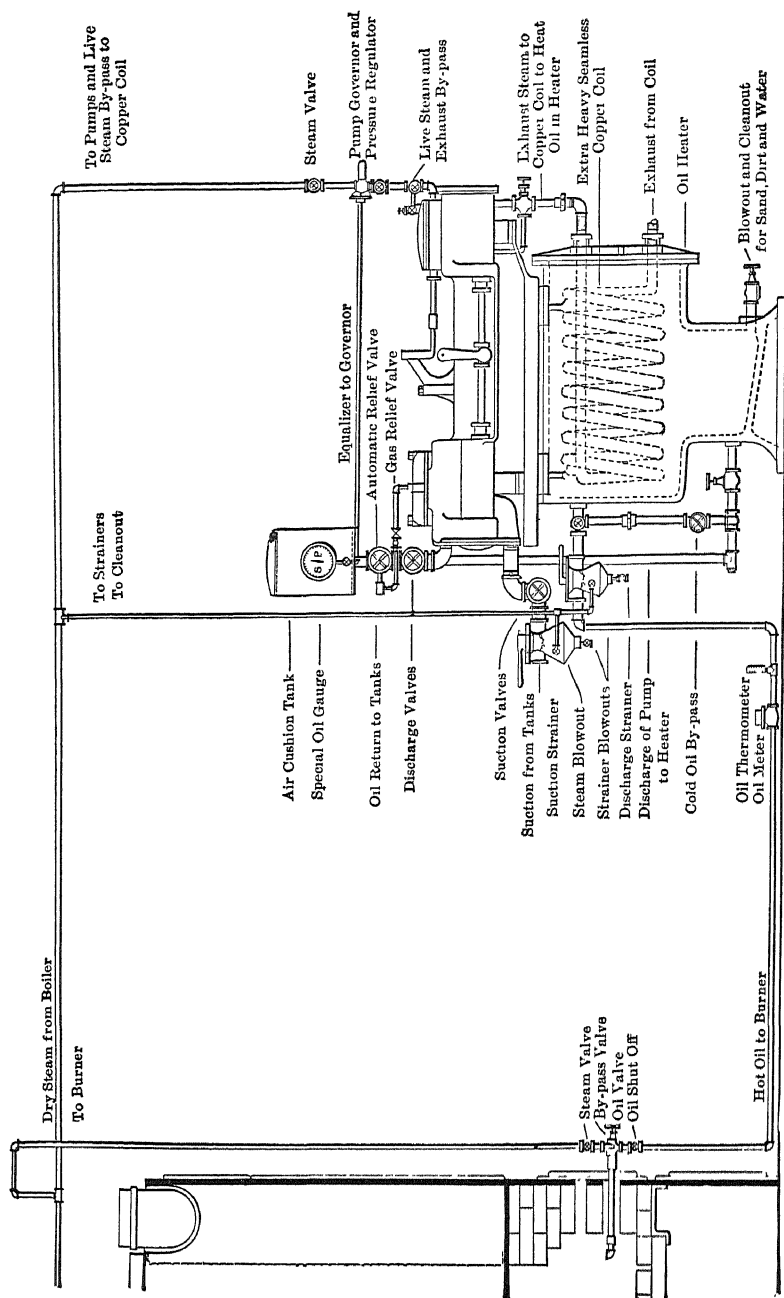 Dry Steam from Boiler
To Burner
To Strainers
To Cleanout
To Pumps and Live
Steam By-pass to
Copper Coil
Steam Valve
Pump Governor and
Pressure Regulator
Live Steam and
Exhaust By-pass
Exhaust Steam to
Copper Coil to Heat
Oil in Heater
Extra Heavy Seamless
Copper Coil
Exhaust from Coil
Oil Heater
Blowout and Cleanout
for Sand, Dirt and Water
Equalizer to Governor
Automatic Relief Valve
Gas Relief Valve
S P
Air Cushion Tank
Special Oil Gauge
Oil Return to Tanks
Discharge Valves
Suction Valves
Suction from Tanks
Suction Strainer
Steam Blowout
Strainer Blowouts
Discharge Strainer
Discharge of Pump
to Heater
Cold Oil By-pass
Oil Thermometer
Oil Meter
Steam Valve
By-pass Valve
Oil Valve
Oil Shut Off
Hot Oil to Burner